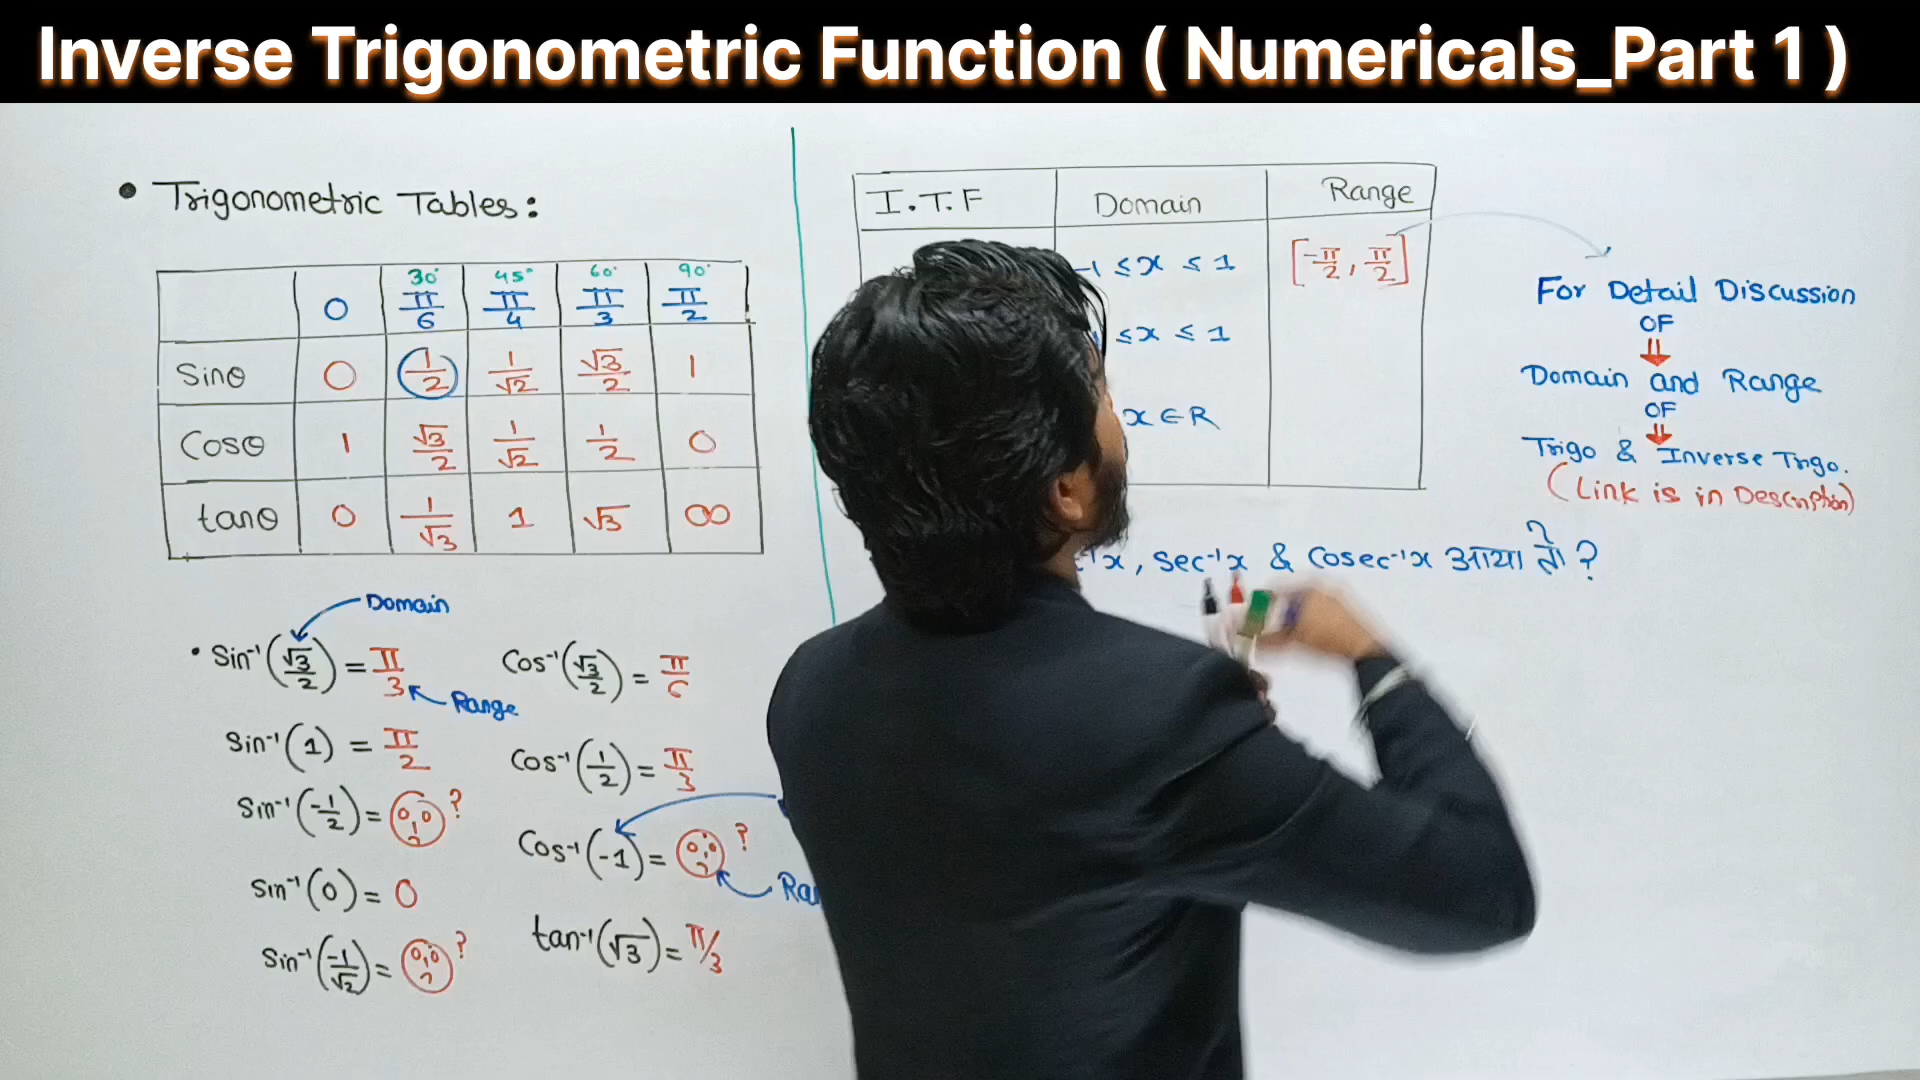 Inverse Trigonometric Function ( Numericals_Part 1 )
• Trigonometric Tables:
0 30° π/6 45° π/4 60° π/3 90° π/2
Sinθ 0 1/2 1/√2 √3/2 1
Cosθ 1 √3/2 1/√2 1/2 0
tanθ 0 1/√3 1 √3 ∞
Domain
• Sin⁻¹(√3/2) = π/3
Range
Sin⁻¹(1) = π/2
Sin⁻¹(-1/2) = ?
Sin⁻¹(0) = 0
Sin⁻¹(-1/√2) = ?
Cos⁻¹(√3/2) = π/6
Cos⁻¹(1/2) = π/3
Cos⁻¹(-1) = ?
tan⁻¹(√3) = π/3
I.T.F Domain Range
-1 ≤ x ≤ 1 [-π/2, π/2]
≤ x ≤ 1
x ∈ R
For Detail Discussion
OF
Domain and Range
OF
Trigo & Inverse Trigo.
(Link is in Description)
⁻¹x, sec⁻¹x & Cosec⁻¹x आया तो ?